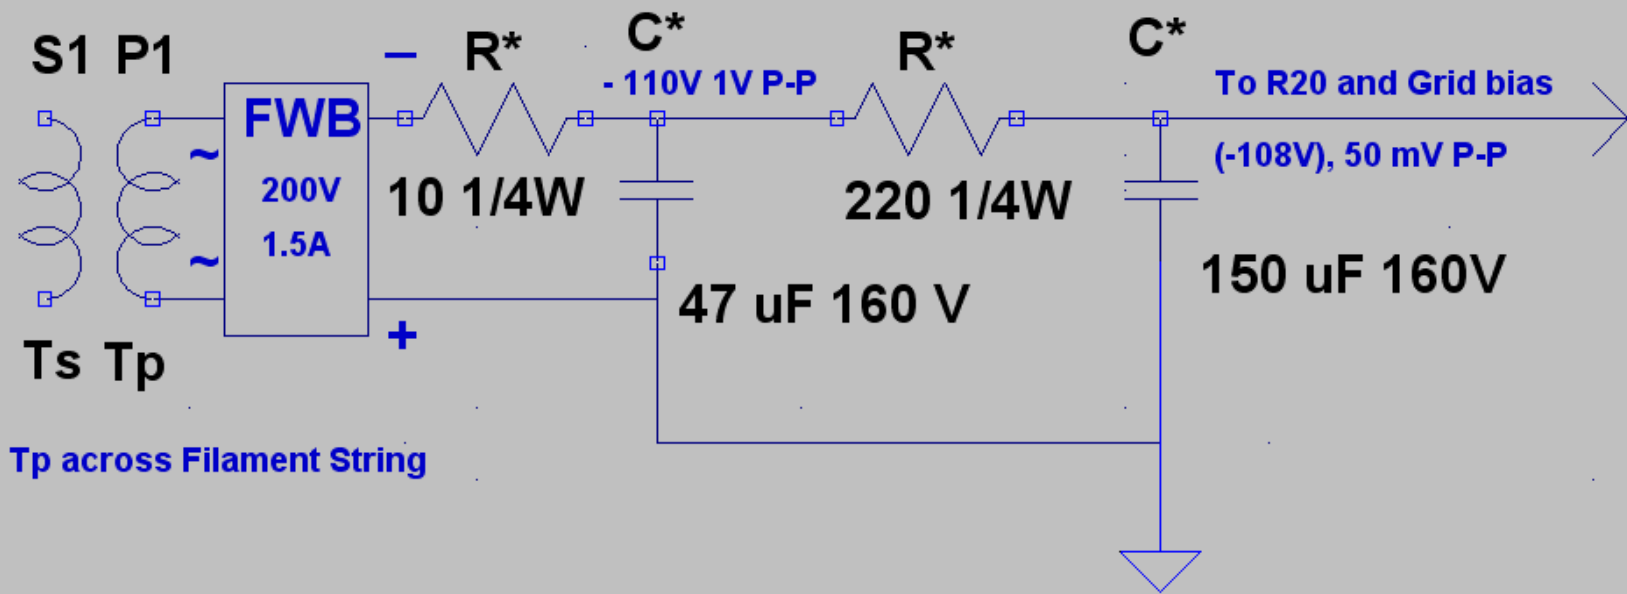 S1 P1
FWB
~
200V
1.5A
~
−
+
R*
10 1/4W
C*
- 110V 1V P-P
47 uF 160 V
R*
220 1/4W
C*
To R20 and Grid bias
(-108V), 50 mV P-P
150 uF 160V
Ts Tp
Tp across Filament String